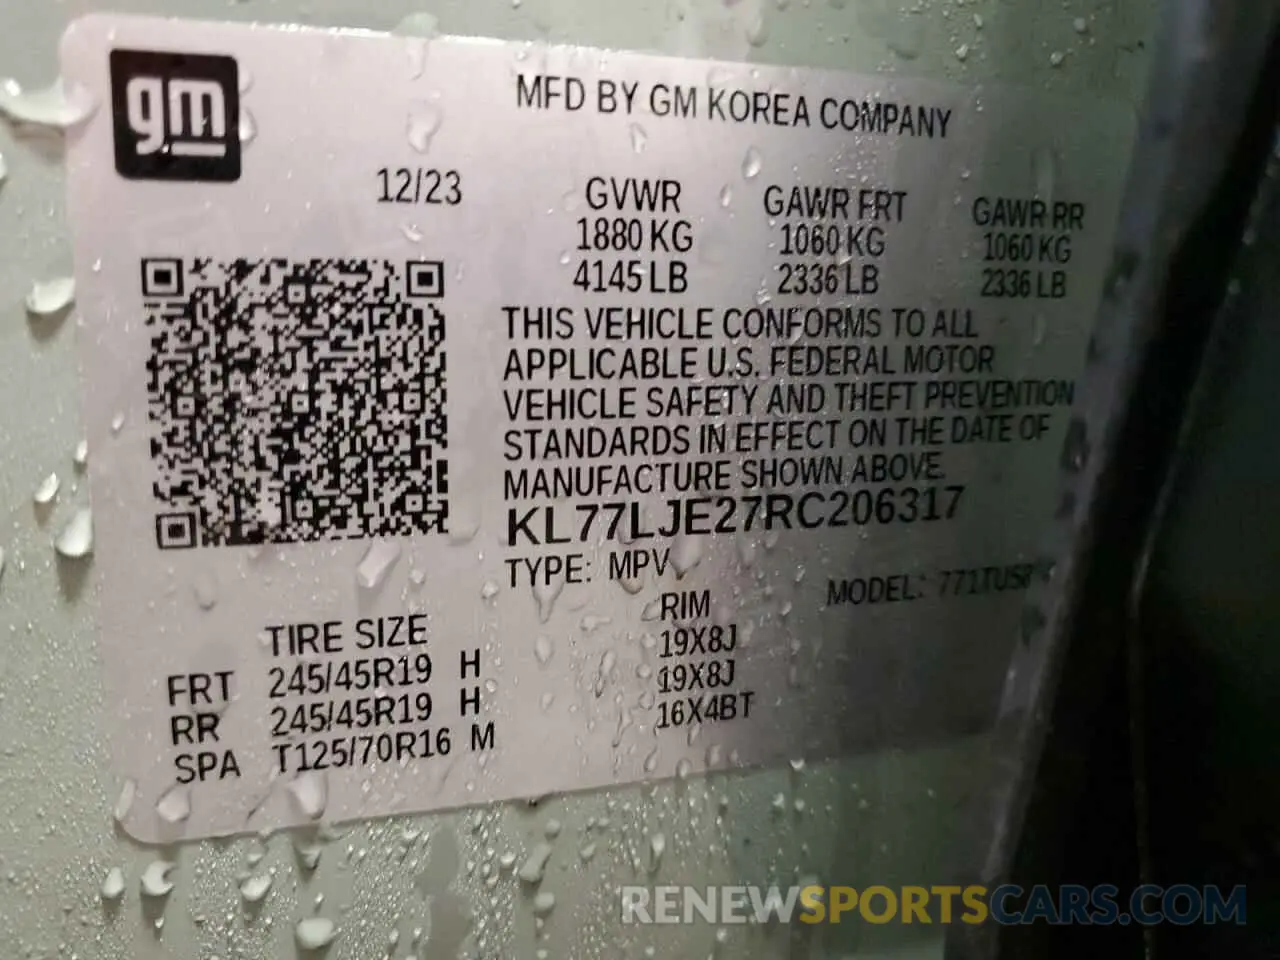 gm
MFD BY GM KOREA COMPANY
12/23
GVWR GAWR FRT GAWR RR
1880 KG 1060 KG 1060 KG
4145 LB 2336 LB 2336 LB
THIS VEHICLE CONFORMS TO ALL
APPLICABLE U.S. FEDERAL MOTOR
VEHICLE SAFETY AND THEFT PREVENTION
STANDARDS IN EFFECT ON THE DATE OF
MANUFACTURE SHOWN ABOVE.
KL77LJE27RC206317
TYPE: MPV
MODEL:
TIRE SIZE RIM
FRT 245/45R19 H 19X8J
RR 245/45R19 H 19X8J
SPA T125/70R16 M 16X4BT
RENEWSPORTSCARS.COM